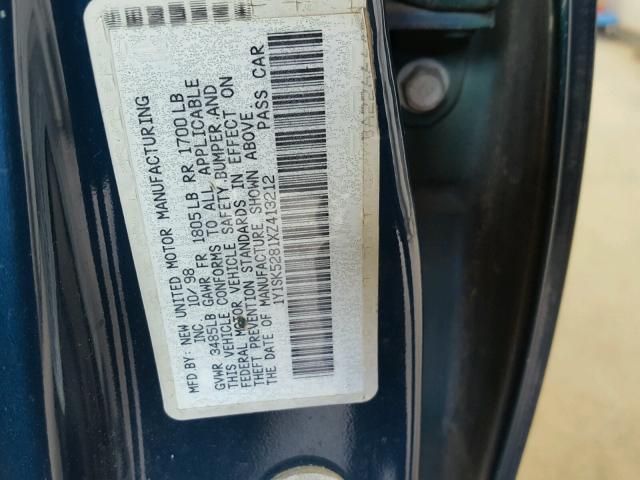 MFD BY: NEW UNITED MOTOR MANUFACTURING
INC 10/98
GVWR 3485LB GAWR FR 1805LB RR 1700LB
THIS VEHICLE CONFORMS TO ALL APPLICABLE
FEDERAL MOTOR VEHICLE SAFETY BUMPER AND
THEFT PREVENTION STANDARDS IN EFFECT ON
THE DATE OF MANUFACTURE SHOWN ABOVE
1Y1SK5281XZ413212 PASS CAR